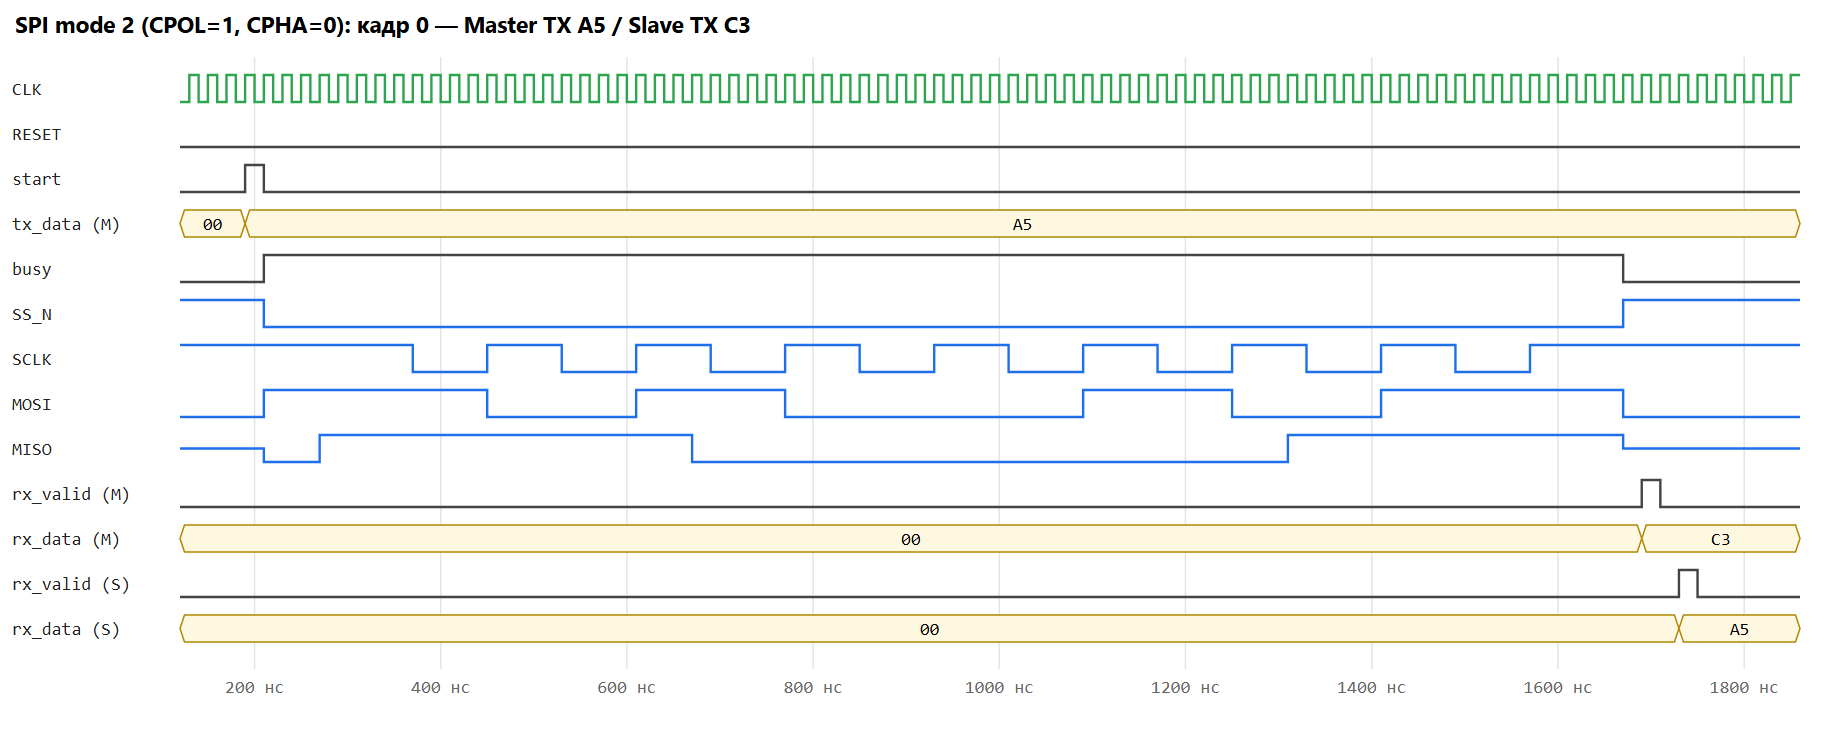 SPI mode 2 (CPOL=1, CPHA=0): кадр 0 — Master TX A5 / Slave TX C3
CLK
RESET
start
tx_data (M) 00 A5
busy
SS_N
SCLK
MOSI
MISO
rx_valid (M)
rx_data (M) 00 C3
rx_valid (S)
rx_data (S) 00 A5
200 нс 400 нс 600 нс 800 нс 1000 нс 1200 нс 1400 нс 1600 нс 1800 нс